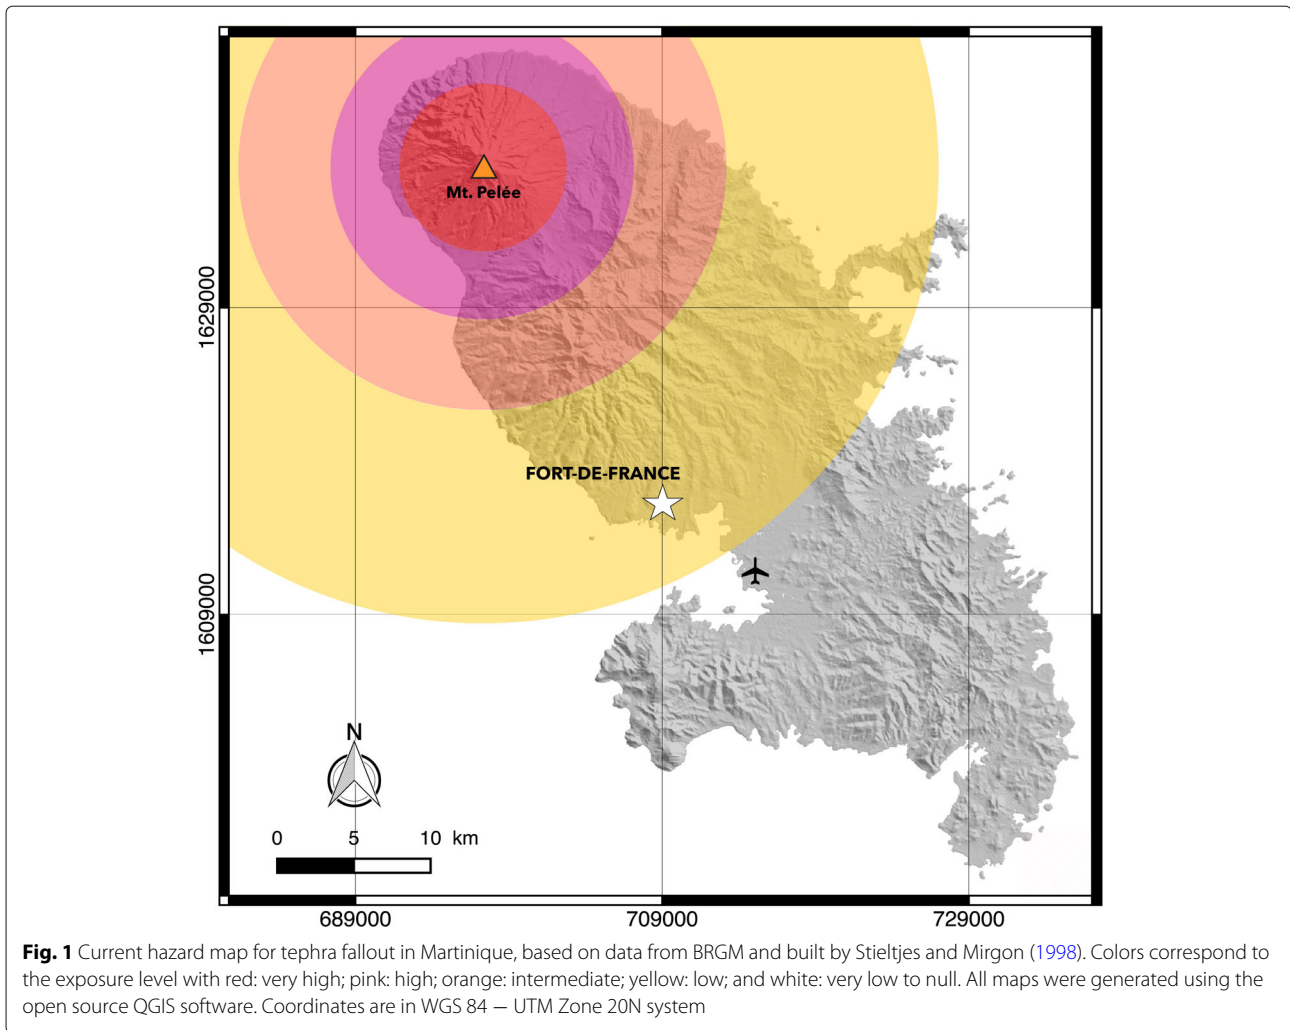 Mt. Pelée
1629000
FORT-DE-FRANCE
1609000
N
0 5 10 km
689000 709000 729000
Fig. 1 Current hazard map for tephra fallout in Martinique, based on data from BRGM and built by Stieltjes and Mirgon (1998). Colors correspond to
the exposure level with red: very high; pink: high; orange: intermediate; yellow: low; and white: very low to null. All maps were generated using the
open source QGIS software. Coordinates are in WGS 84 — UTM Zone 20N system